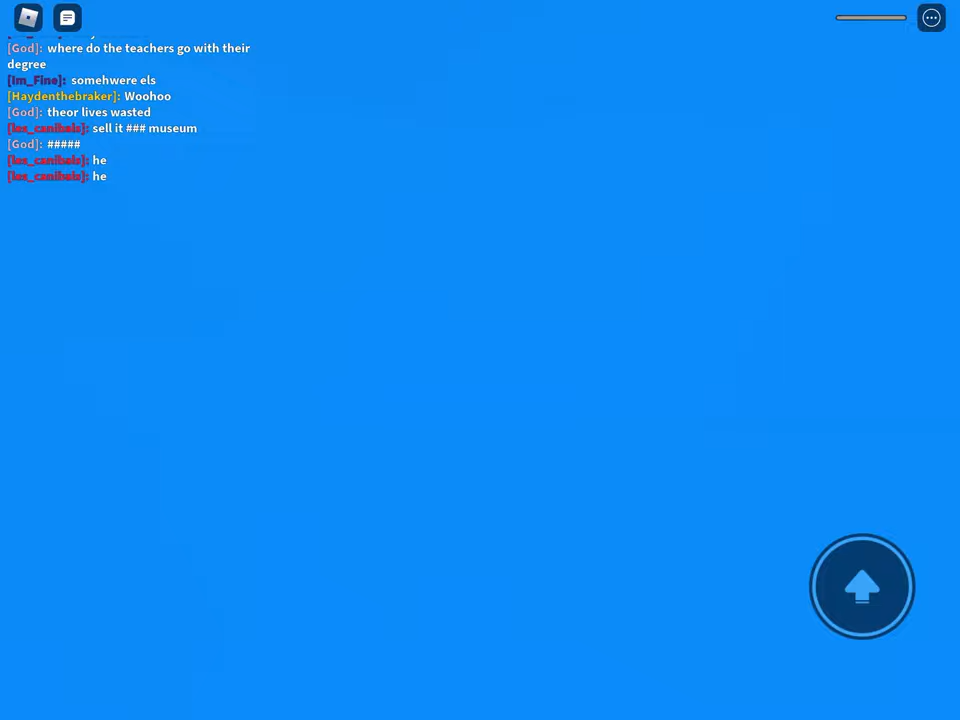 [God]: where do the teachers go with their
degree
[Im_Fine]: somehwere els
[Haydenthebraker]: Woohoo
[God]: theor lives wasted
[los_canibals]: sell it ### museum
[God]: #####
[los_canibals]: he
[los_canibals]: he